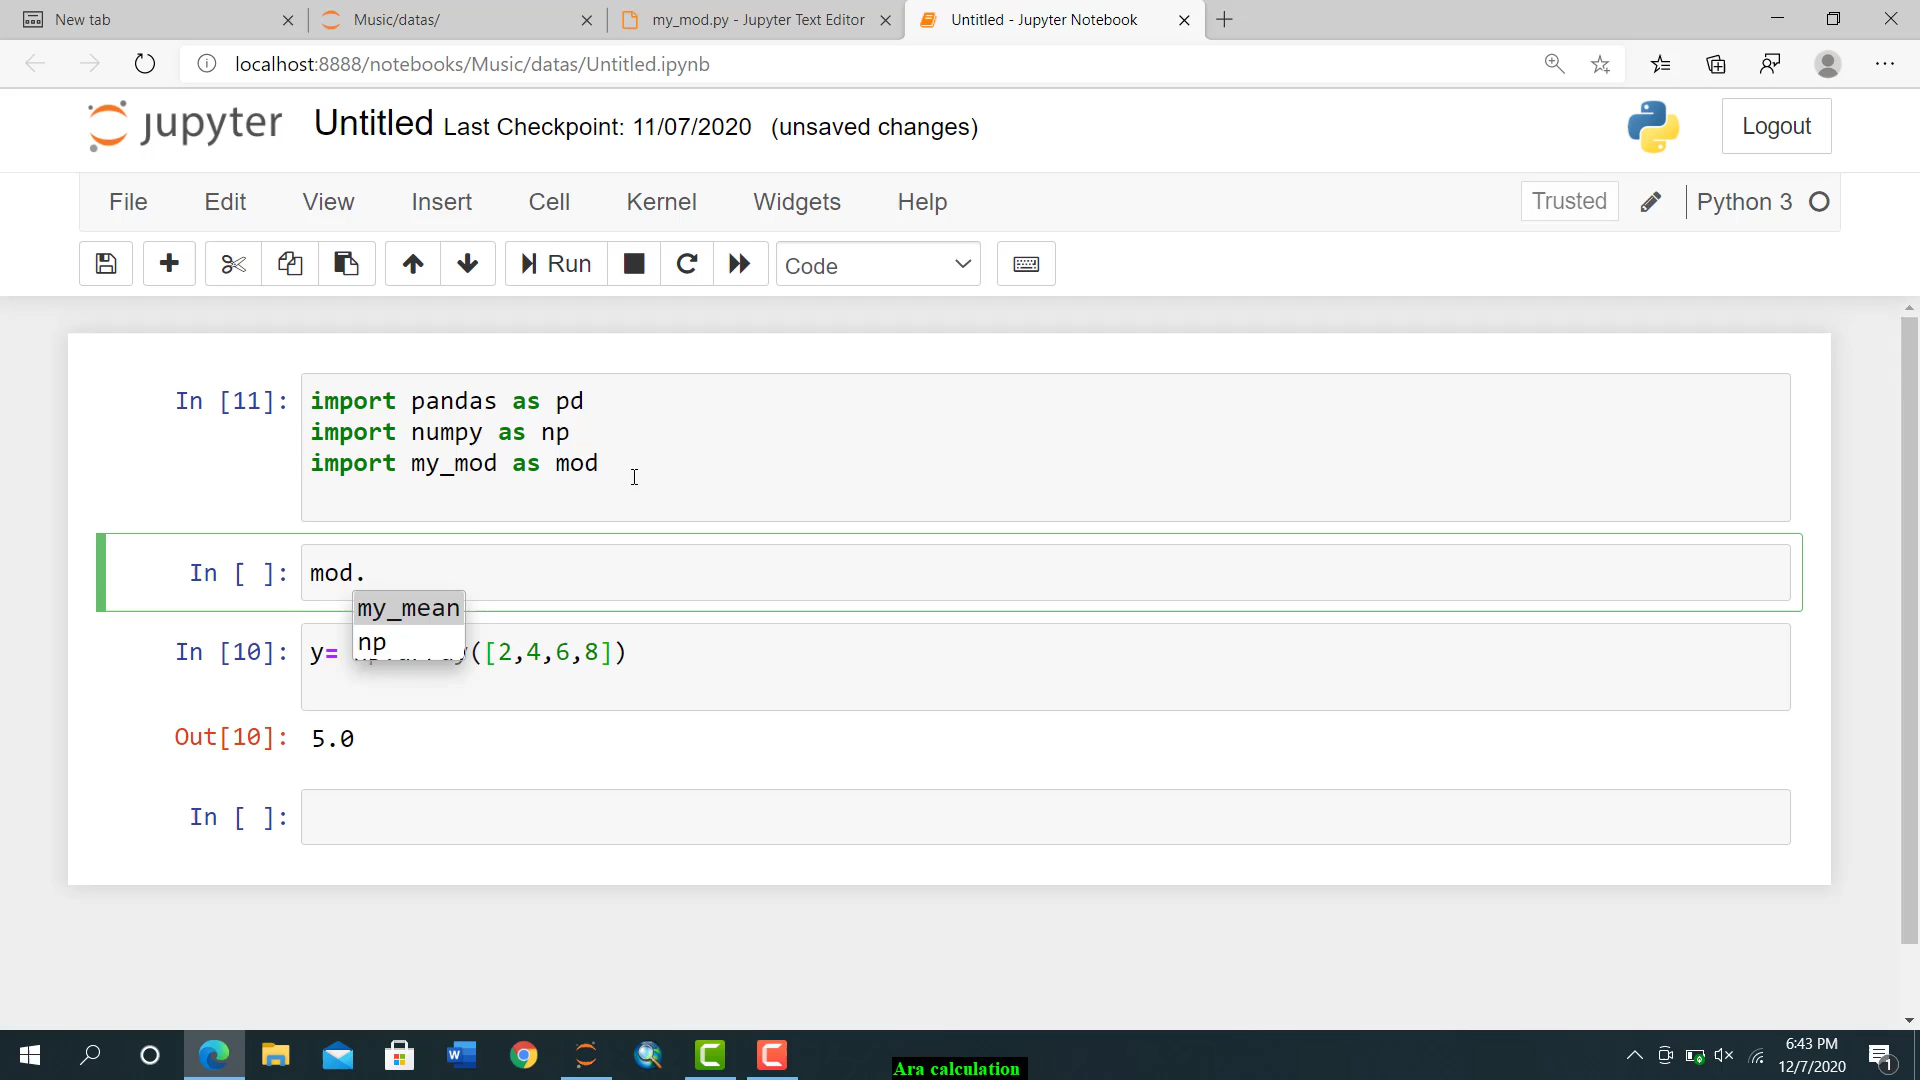 New tab
Music/datas/
my_mod.py - Jupyter Text Editor
Untitled - Jupyter Notebook
localhost:8888/notebooks/Music/datas/Untitled.ipynb
jupyter
Untitled Last Checkpoint: 11/07/2020 (unsaved changes)
Logout
File Edit View Insert Cell Kernel Widgets Help
Trusted
Python 3
Run
Code
In [11]: import pandas as pd
import numpy as np
import my_mod as mod
In [ ]: mod.
my_mean
np
In [10]: y= ([2,4,6,8])
Out[10]: 5.0
In [ ]:
Ara calculation
6:43 PM
12/7/2020
1